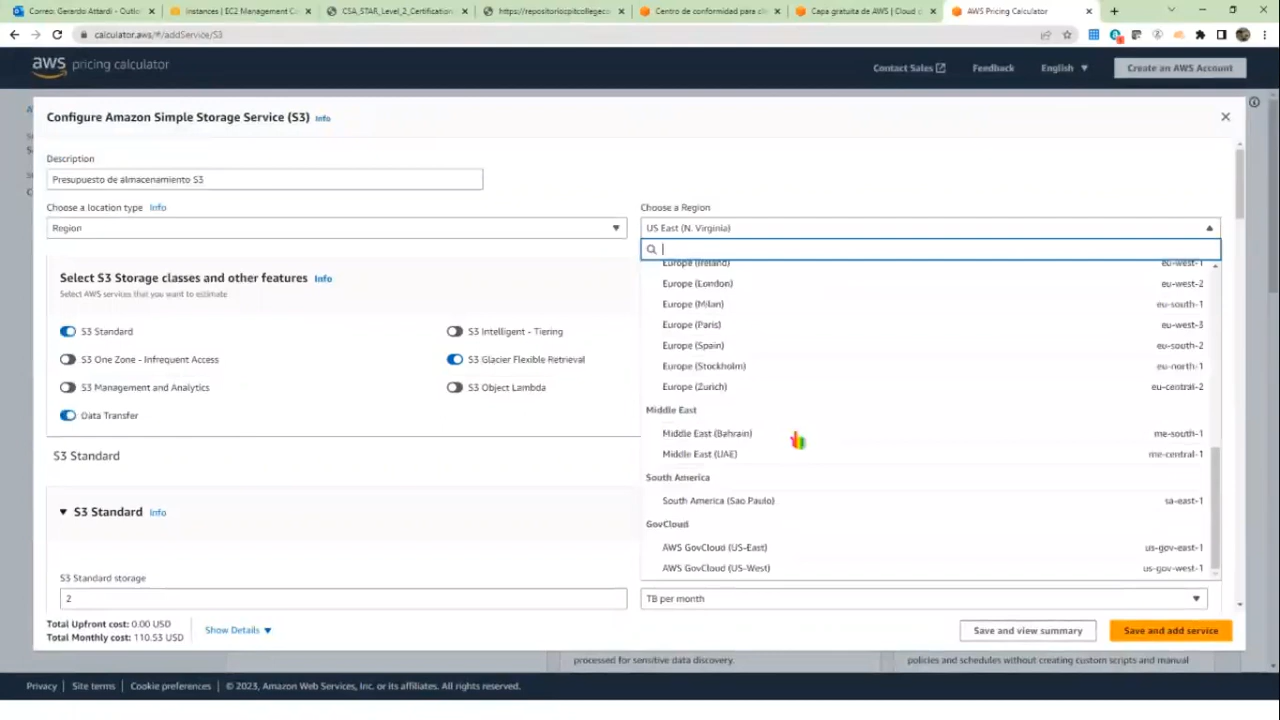 Correo: Gerardo Attardi - Outlo
Instances | EC2 Management C
CSA_STAR_Level_2_Certification
https://repositoriocpitcollegeco
Centro de conformidad para cli
Capa gratuita de AWS | Cloud c
AWS Pricing Calculator
calculator.aws/#/addService/S3
aws pricing calculator
Contact Sales
Feedback
English
Create an AWS Account
Configure Amazon Simple Storage Service (S3) Info
Description
Presupuesto de almacenamiento S3
Choose a location type Info
Region
Choose a Region
US East (N. Virginia)
Europe (Ireland) eu-west-1
Europe (London) eu-west-2
Europe (Milan) eu-south-1
Europe (Paris) eu-west-3
Europe (Spain) eu-south-2
Europe (Stockholm) eu-north-1
Europe (Zurich) eu-central-2
Middle East
Middle East (Bahrain) me-south-1
Middle East (UAE) me-central-1
South America
South America (Sao Paulo) sa-east-1
GovCloud
AWS GovCloud (US-East) us-gov-east-1
AWS GovCloud (US-West) us-gov-west-1
Select S3 Storage classes and other features Info
Select AWS services that you want to estimate
S3 Standard
S3 Intelligent - Tiering
S3 One Zone - Infrequent Access
S3 Glacier Flexible Retrieval
S3 Management and Analytics
S3 Object Lambda
Data Transfer
S3 Standard
S3 Standard Info
S3 Standard storage
2
TB per month
Total Upfront cost: 0.00 USD
Total Monthly cost: 110.53 USD
Show Details
Save and view summary
Save and add service
processed for sensitive data discovery.
policies and schedules without creating custom scripts and manual
Privacy | Site terms | Cookie preferences | © 2023, Amazon Web Services, Inc. or its affiliates. All rights reserved.